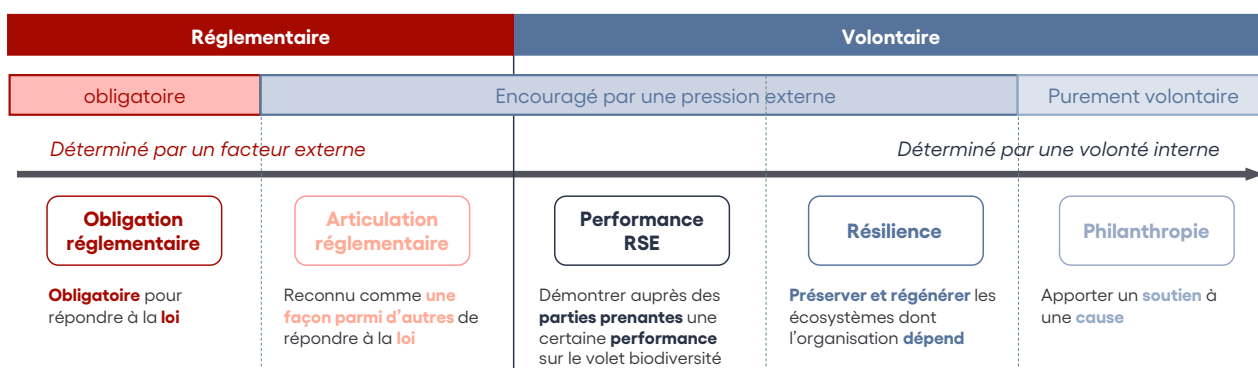 Réglementaire
Volontaire
obligatoire
Encouragé par une pression externe
Purement volontaire
Déterminé par un facteur externe
Déterminé par une volonté interne
Obligation
réglementaire
Articulation
réglementaire
Performance
RSE
Résilience
Philanthropie
Obligatoire pour
répondre à la loi
Reconnu comme une
façon parmi d'autres de
répondre à la loi
Démontrer auprès des
parties prenantes une
certaine performance
sur le volet biodiversité
Préserver et régénérer les
écosystèmes dont
l'organisation dépend
Apporter un soutien à
une cause